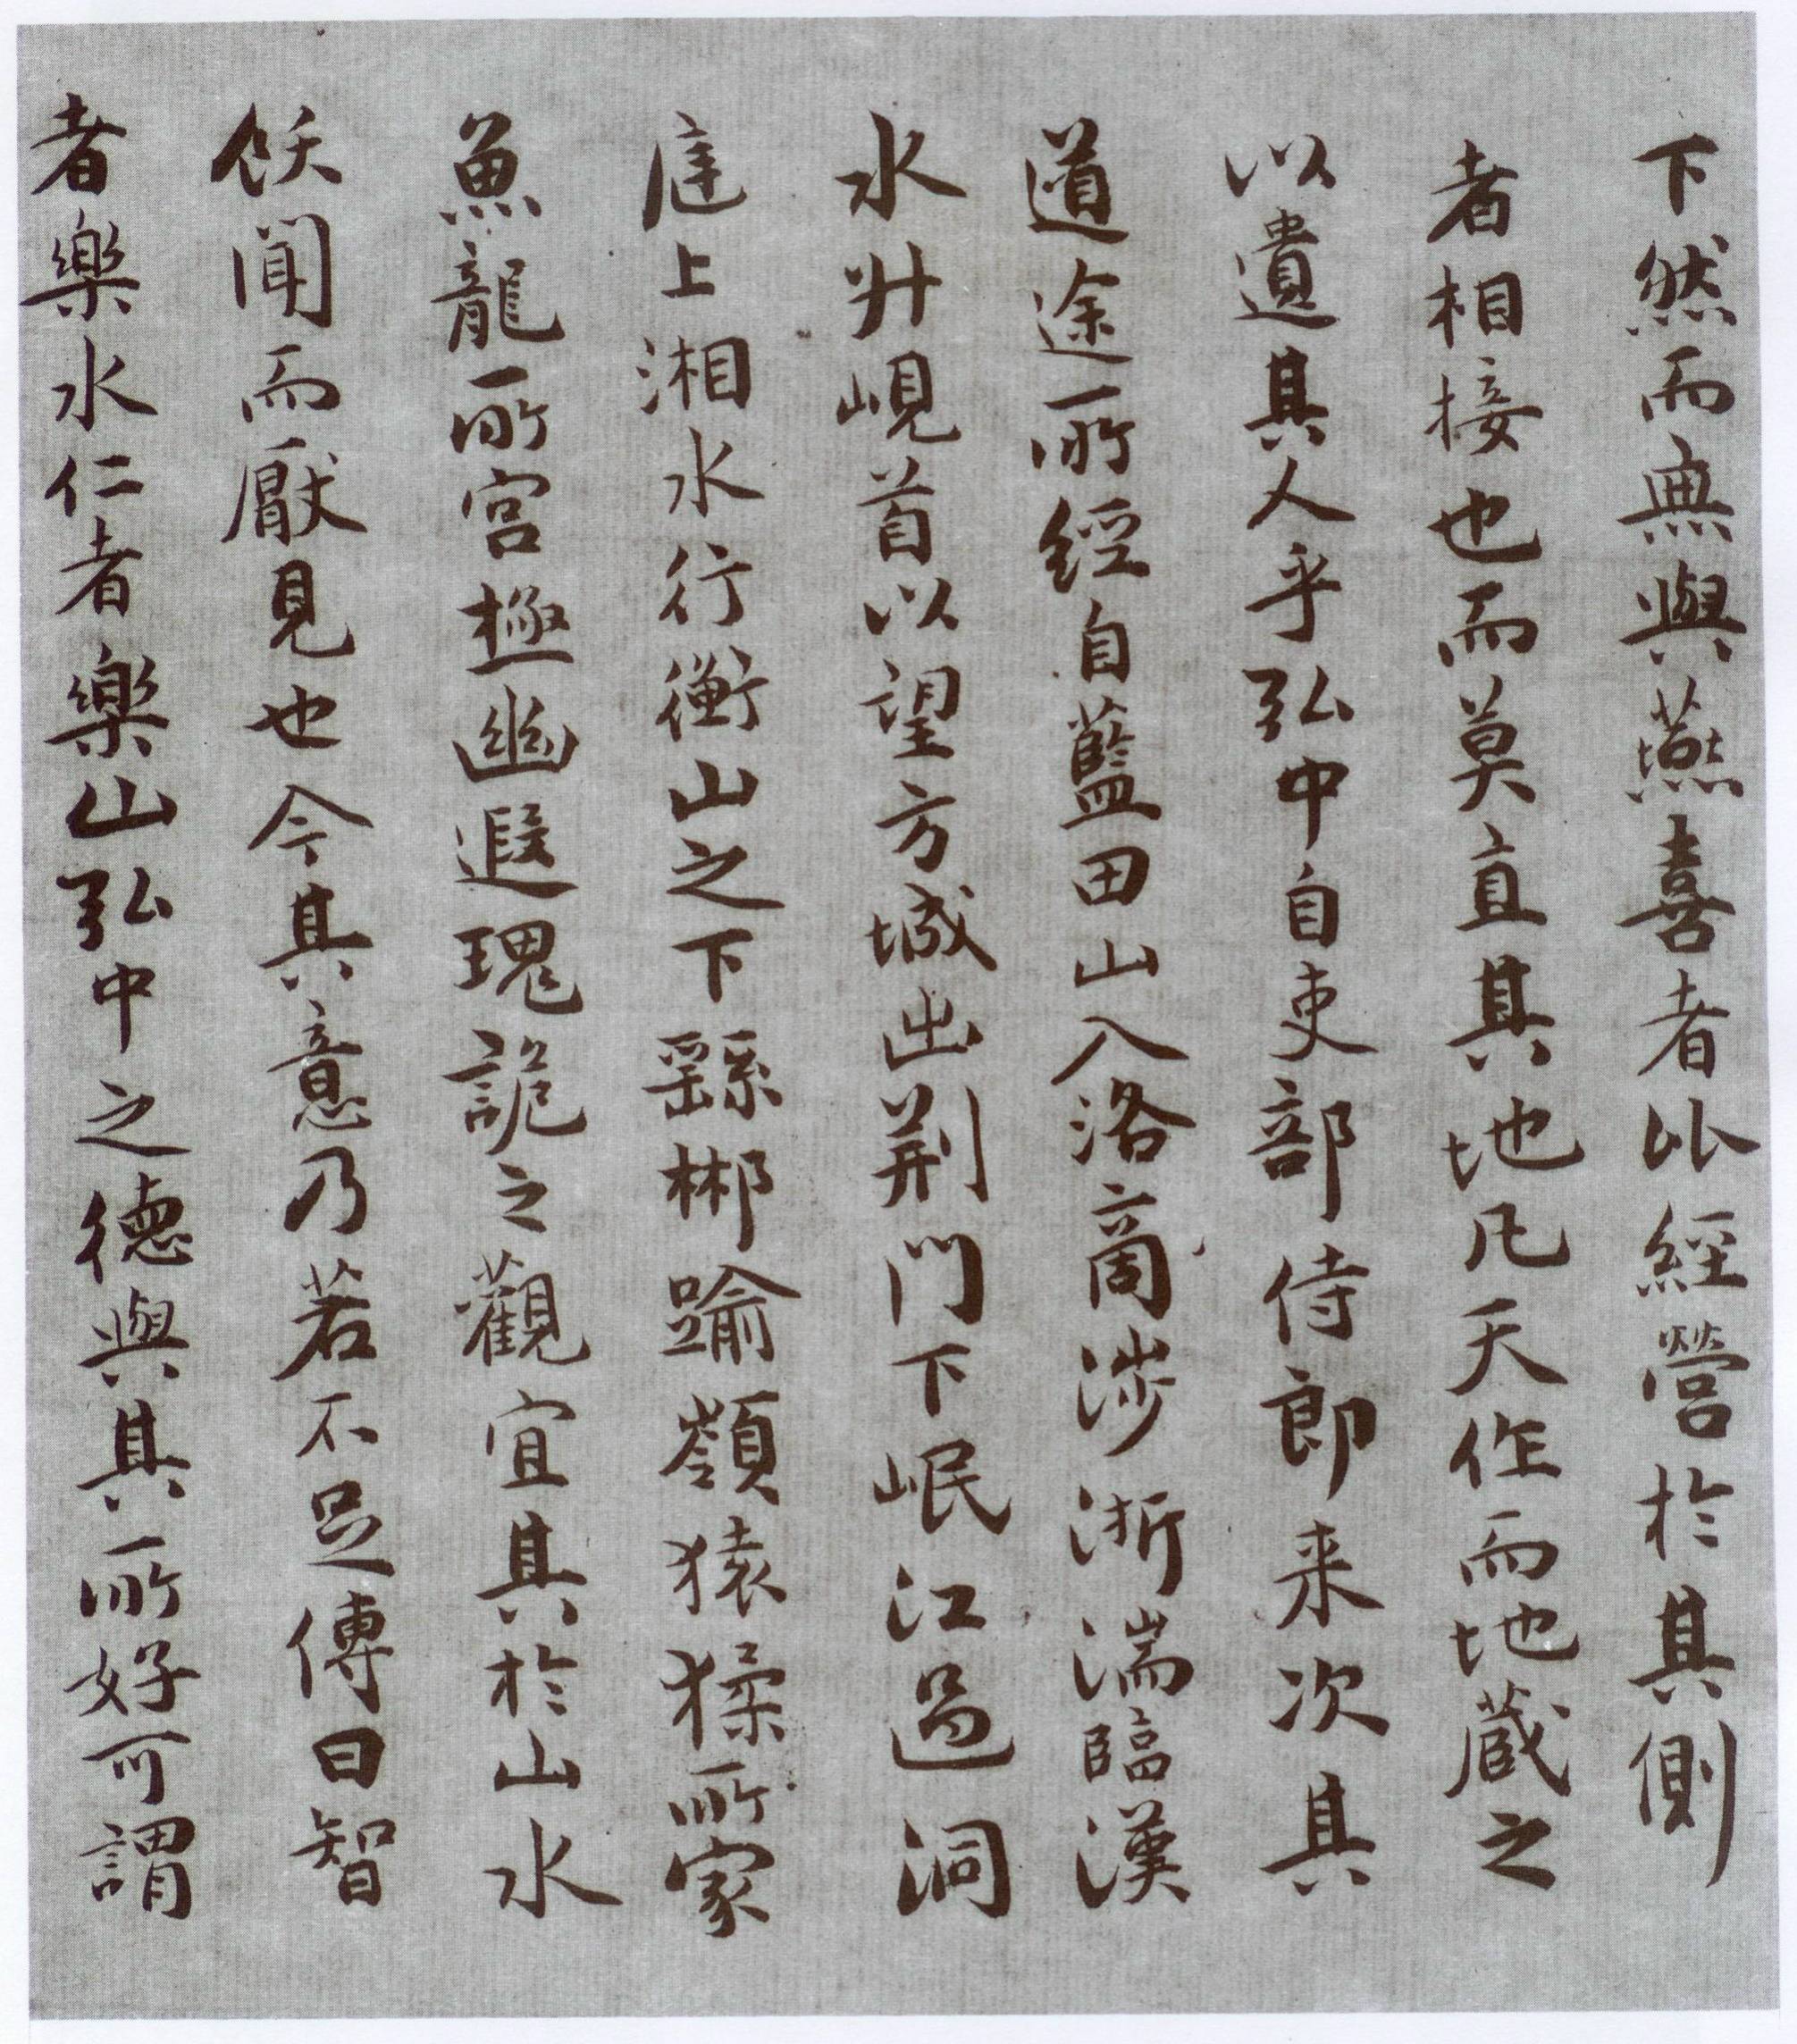 下然而無與燕喜者比經營於其側
者相接也而莫直其地凡天作而地蔵之
以遺其人乎弘中自吏部侍郎来次其
道途所經自藍田山入洛商涉淅湍臨漢
水升峴首以望方城出荆門下岷江過洞
庭上湘水行衡山之下繇郴踰嶺猿猱所家
魚龍所宮極幽遐瑰詭之觀宜其於山水
飫聞而厭見也今其意乃若不足傳曰智
者樂水仁者樂山弘中之德與其所好可謂